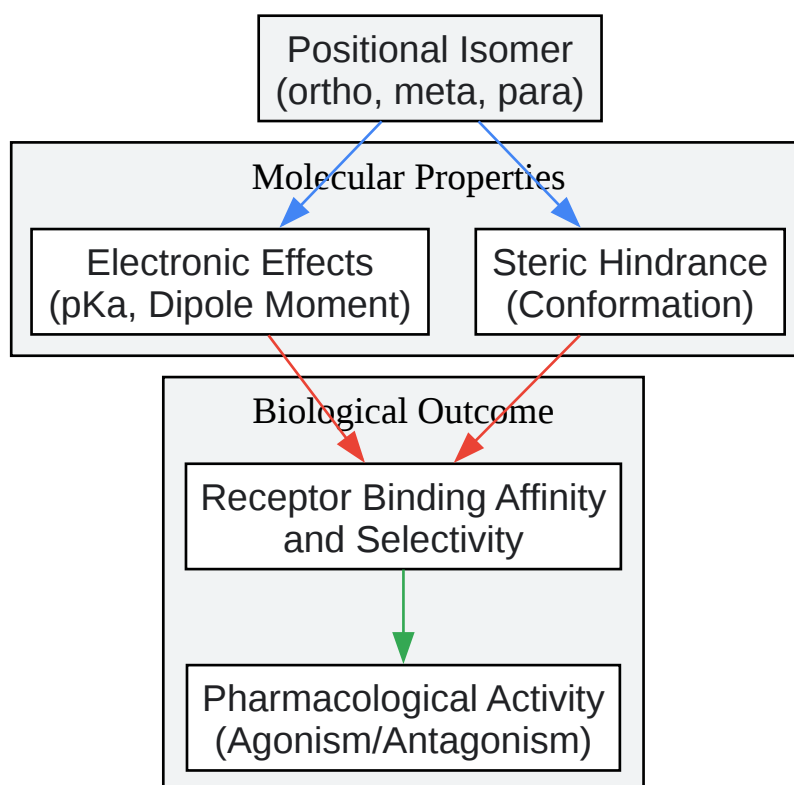 Positional Isomer
(ortho, meta, para)
Molecular Properties
Electronic Effects
(pKa, Dipole Moment)
Steric Hindrance
(Conformation)
Biological Outcome
Receptor Binding Affinity
and Selectivity
Pharmacological Activity
(Agonism/Antagonism)